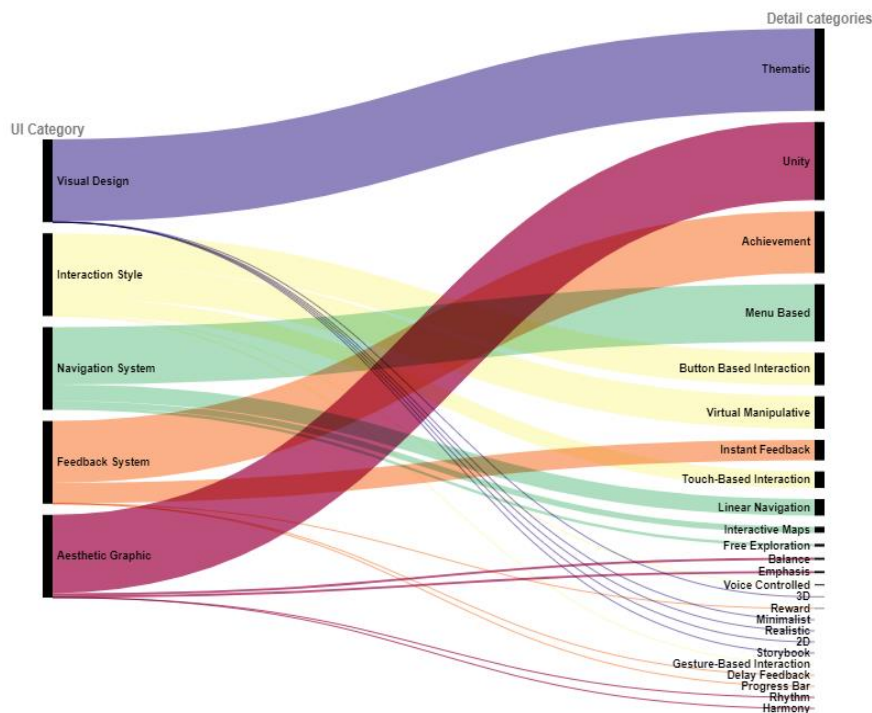 Detail categories
Thematic
UI Category
Unity
Visual Design
Achievement
Interaction Style
Menu Based
Navigation System
Button Based Interaction
Virtual Manipulative
Instant Feedback
Feedback System
Touch-Based Interaction
Linear Navigation
Interactive Maps
Free Exploration
Aesthetic Graphic
Balance
Emphasis
Voice Controlled
3D
Reward
Minimalist
Realistic
2D
Storybook
Gesture-Based Interaction
Delay Feedback
Progress Bar
Rhythm
Harmony